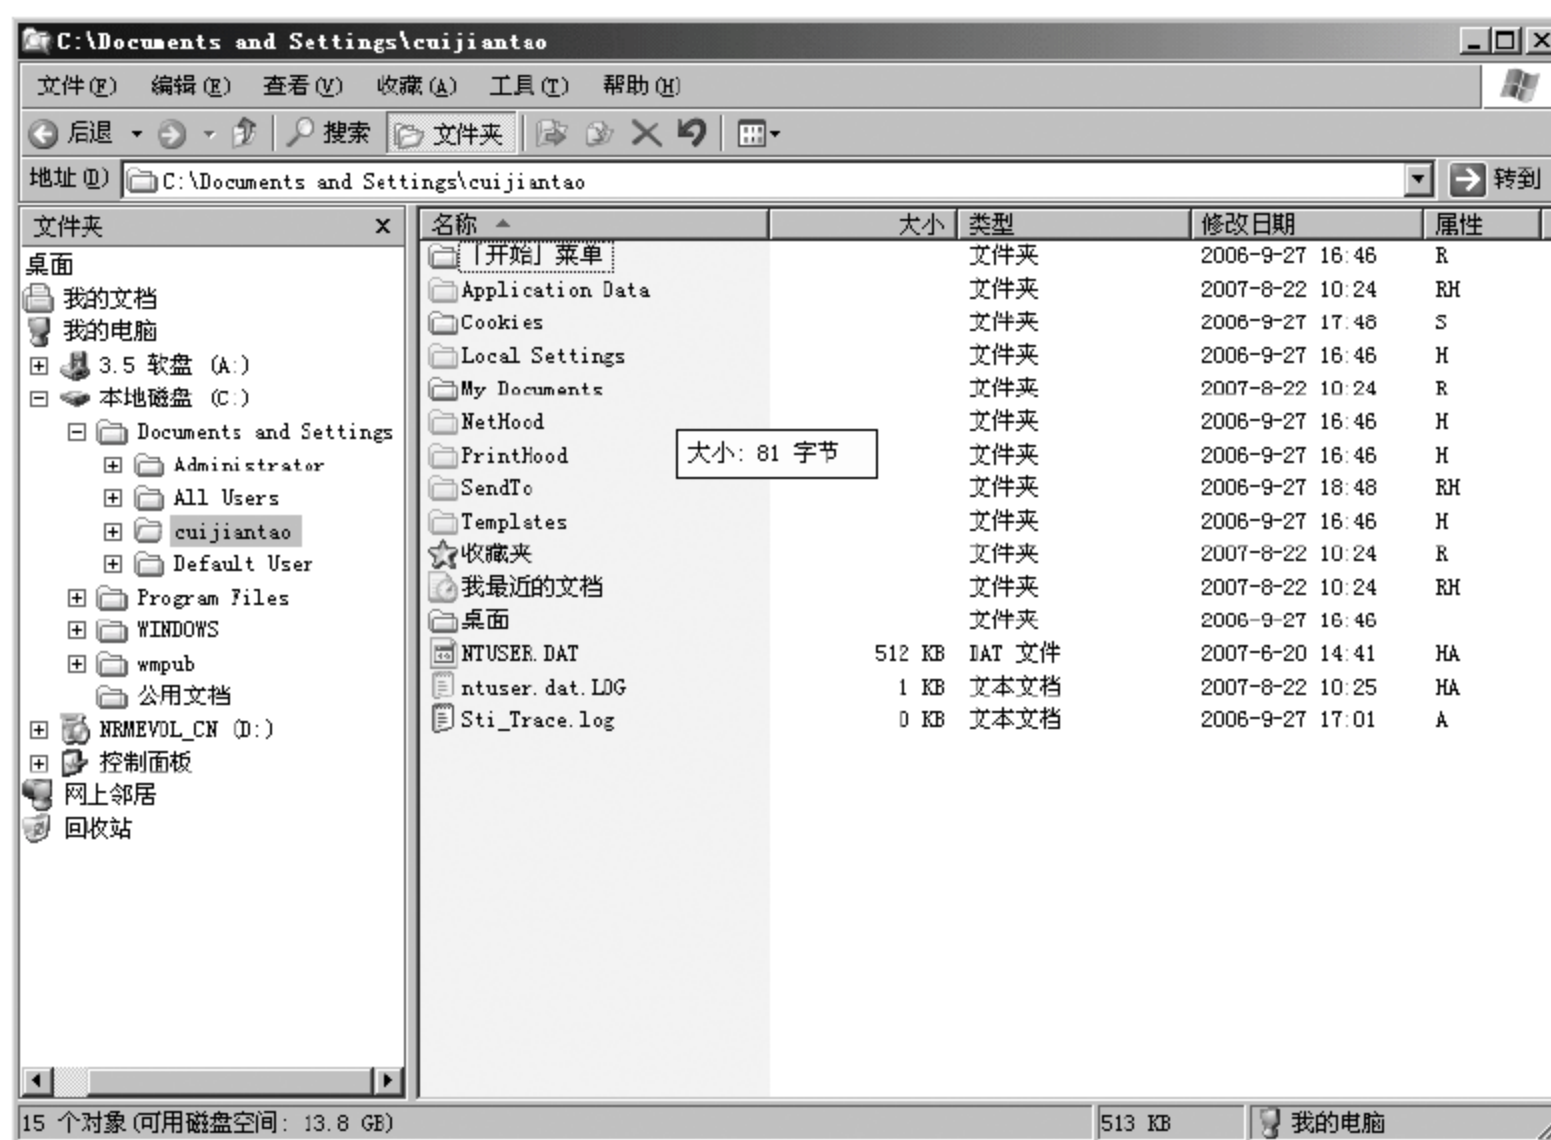 C:\Documents and Settings\cuijiantao
文件(F) 编辑(E) 查看(V) 收藏(A) 工具(T) 帮助(H)
后退 搜索 文件夹
地址(D) C:\Documents and Settings\cuijiantao 转到
文件夹 x
桌面
我的文档
我的电脑
3.5 软盘 (A:)
本地磁盘 (C:)
Documents and Settings
Administrator
All Users
cuijiantao
Default User
Program Files
WINDOWS
wmpub
公用文档
NRMEVOL_CN (D:)
控制面板
网上邻居
回收站
名称 大小 类型 修改日期 属性
「开始」菜单 文件夹 2006-9-27 16:46 R
Application Data 文件夹 2007-8-22 10:24 RH
Cookies 文件夹 2006-9-27 17:48 S
Local Settings 文件夹 2006-9-27 16:46 H
My Documents 文件夹 2007-8-22 10:24 R
NetHood 文件夹 2006-9-27 16:46 H
PrintHood 文件夹 2006-9-27 16:46 H
大小: 81 字节
SendTo 文件夹 2006-9-27 18:48 RH
Templates 文件夹 2006-9-27 16:46 H
收藏夹 文件夹 2007-8-22 10:24 R
我最近的文档 文件夹 2007-8-22 10:24 RH
桌面 文件夹 2006-9-27 16:46
NTUSER.DAT 512 KB DAT 文件 2007-6-20 14:41 HA
ntuser.dat.LOG 1 KB 文本文档 2007-8-22 10:25 HA
Sti_Trace.log 0 KB 文本文档 2006-9-27 17:01 A
15 个对象(可用磁盘空间: 13.8 GB) 513 KB 我的电脑